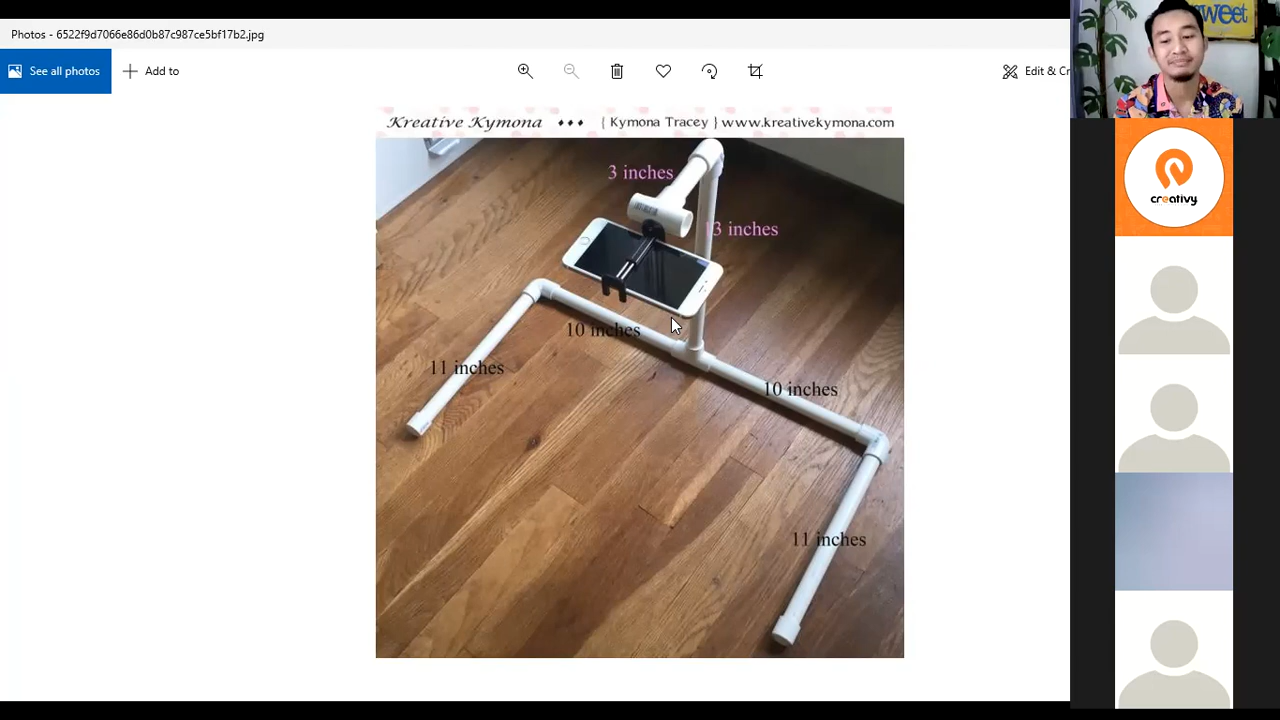 Photos - 6522f9d7066e86d0b87c987ce5bf17b2.jpg
See all photos
Add to
Edit & Cr
Kreative Kymona ♦♦♦ { Kymona Tracey } www.kreativekymona.com
3 inches
13 inches
10 inches
11 inches
10 inches
11 inches
sweet
creativy